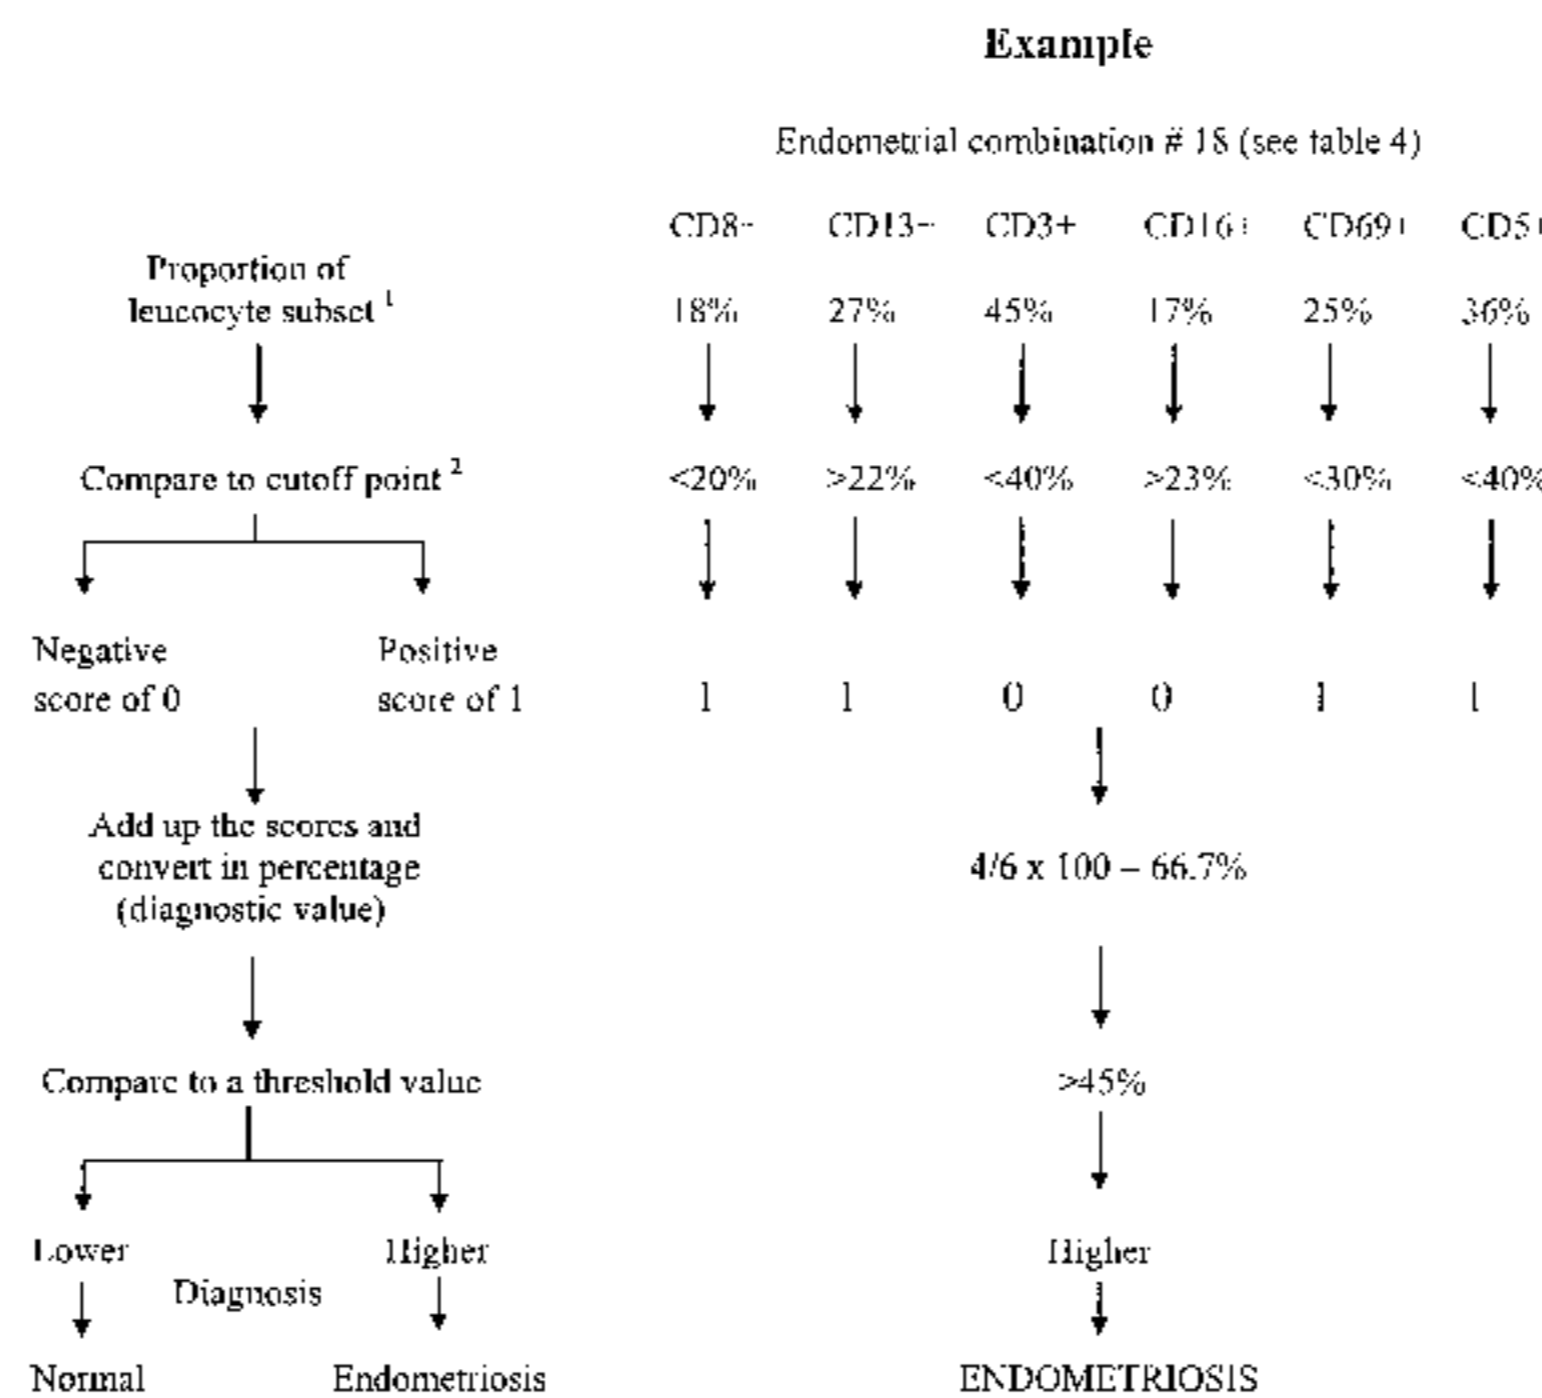 Example
Endometrial combination # 18 (see table 4)
CD8- CD13- CD3+ CD16+ CD69+ CD5+
Proportion of
leucocyte subset 1
18% 27% 45% 17% 25% 36%
Compare to cutoff point 2
<20% >22% <40% >23% <30% <40%
Negative Positive
score of 0 score of 1
1 1 0 0 1 1
Add up the scores and
convert in percentage
(diagnostic value)
4/6 x 100 = 66.7%
Compare to a threshold value
>45%
Lower Higher
Higher
Diagnosis
Normal Endometriosis
ENDOMETRIOSIS